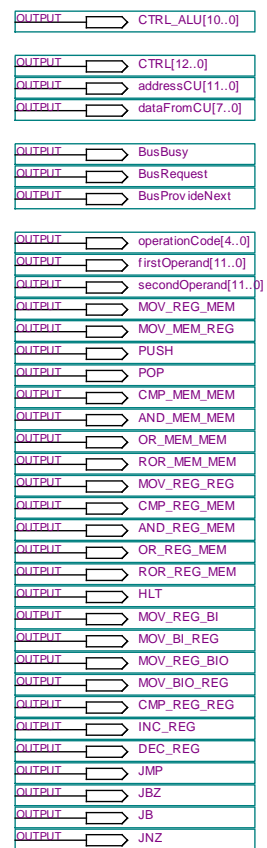 OUTPUT CTRL_ALU[10..0]
OUTPUT CTRL[12..0]
OUTPUT addressCU[11..0]
OUTPUT dataFromCU[7..0]
OUTPUT BusBusy
OUTPUT BusRequest
OUTPUT BusProvideNext
OUTPUT operationCode[4..0]
OUTPUT firstOperand[11..0]
OUTPUT secondOperand[11..0]
OUTPUT MOV_REG_MEM
OUTPUT MOV_MEM_REG
OUTPUT PUSH
OUTPUT POP
OUTPUT CMP_MEM_MEM
OUTPUT AND_MEM_MEM
OUTPUT OR_MEM_MEM
OUTPUT ROR_MEM_MEM
OUTPUT MOV_REG_REG
OUTPUT CMP_REG_MEM
OUTPUT AND_REG_MEM
OUTPUT OR_REG_MEM
OUTPUT ROR_REG_MEM
OUTPUT HLT
OUTPUT MOV_REG_BI
OUTPUT MOV_BI_REG
OUTPUT MOV_REG_BIO
OUTPUT MOV_BIO_REG
OUTPUT CMP_REG_REG
OUTPUT INC_REG
OUTPUT DEC_REG
OUTPUT JMP
OUTPUT JBZ
OUTPUT JB
OUTPUT JNZ